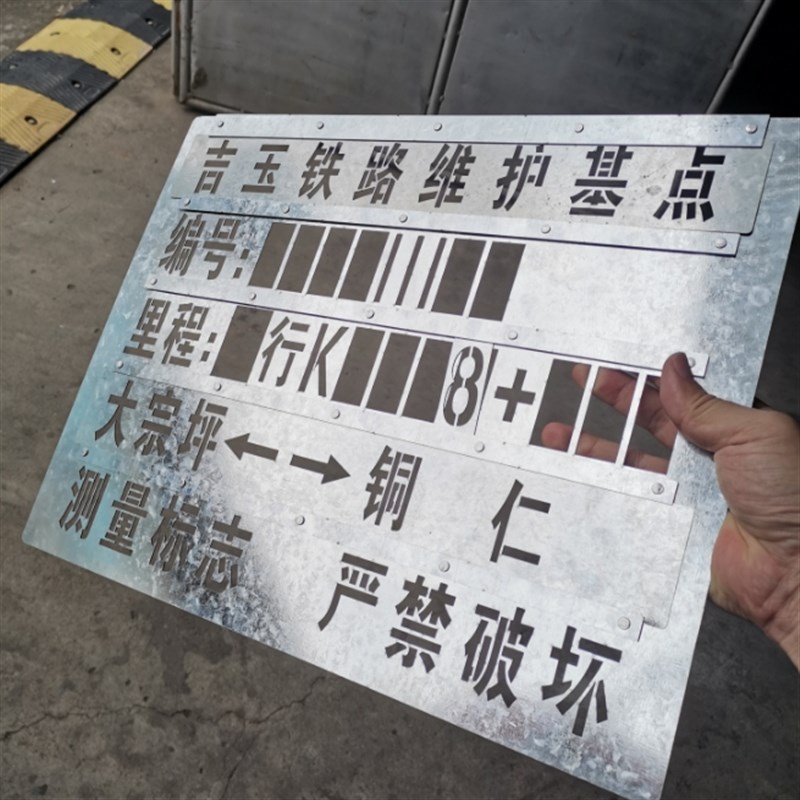 吉玉铁路维护基点
编号:
里程: 行K 8+
大宗坪←→铜仁
测量标志
严禁破坏